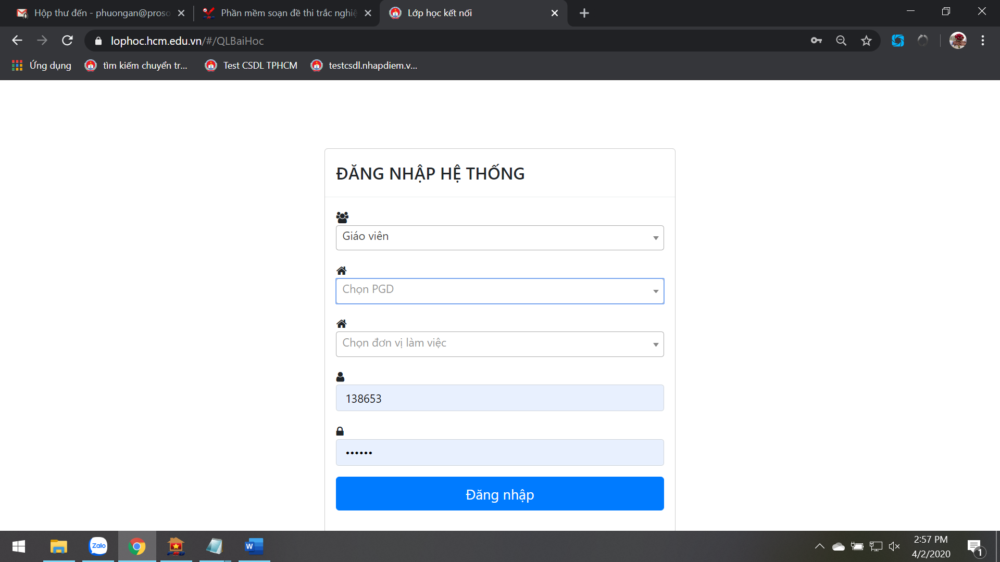 Hộp thư đến - phuongan@proso
Phần mềm soạn đề thi trắc nghiệ
Lớp học kết nối
lophoc.hcm.edu.vn/#/QLBaiHoc
Ứng dụng
tìm kiếm chuyển tr...
Test CSDL TPHCM
testcsdl.nhapdiem.v...
ĐĂNG NHẬP HỆ THỐNG
Giáo viên
Chọn PGD
Chọn đơn vị làm việc
138653
••••••
Đăng nhập
Zalo
W
2:57 PM
4/2/2020
1